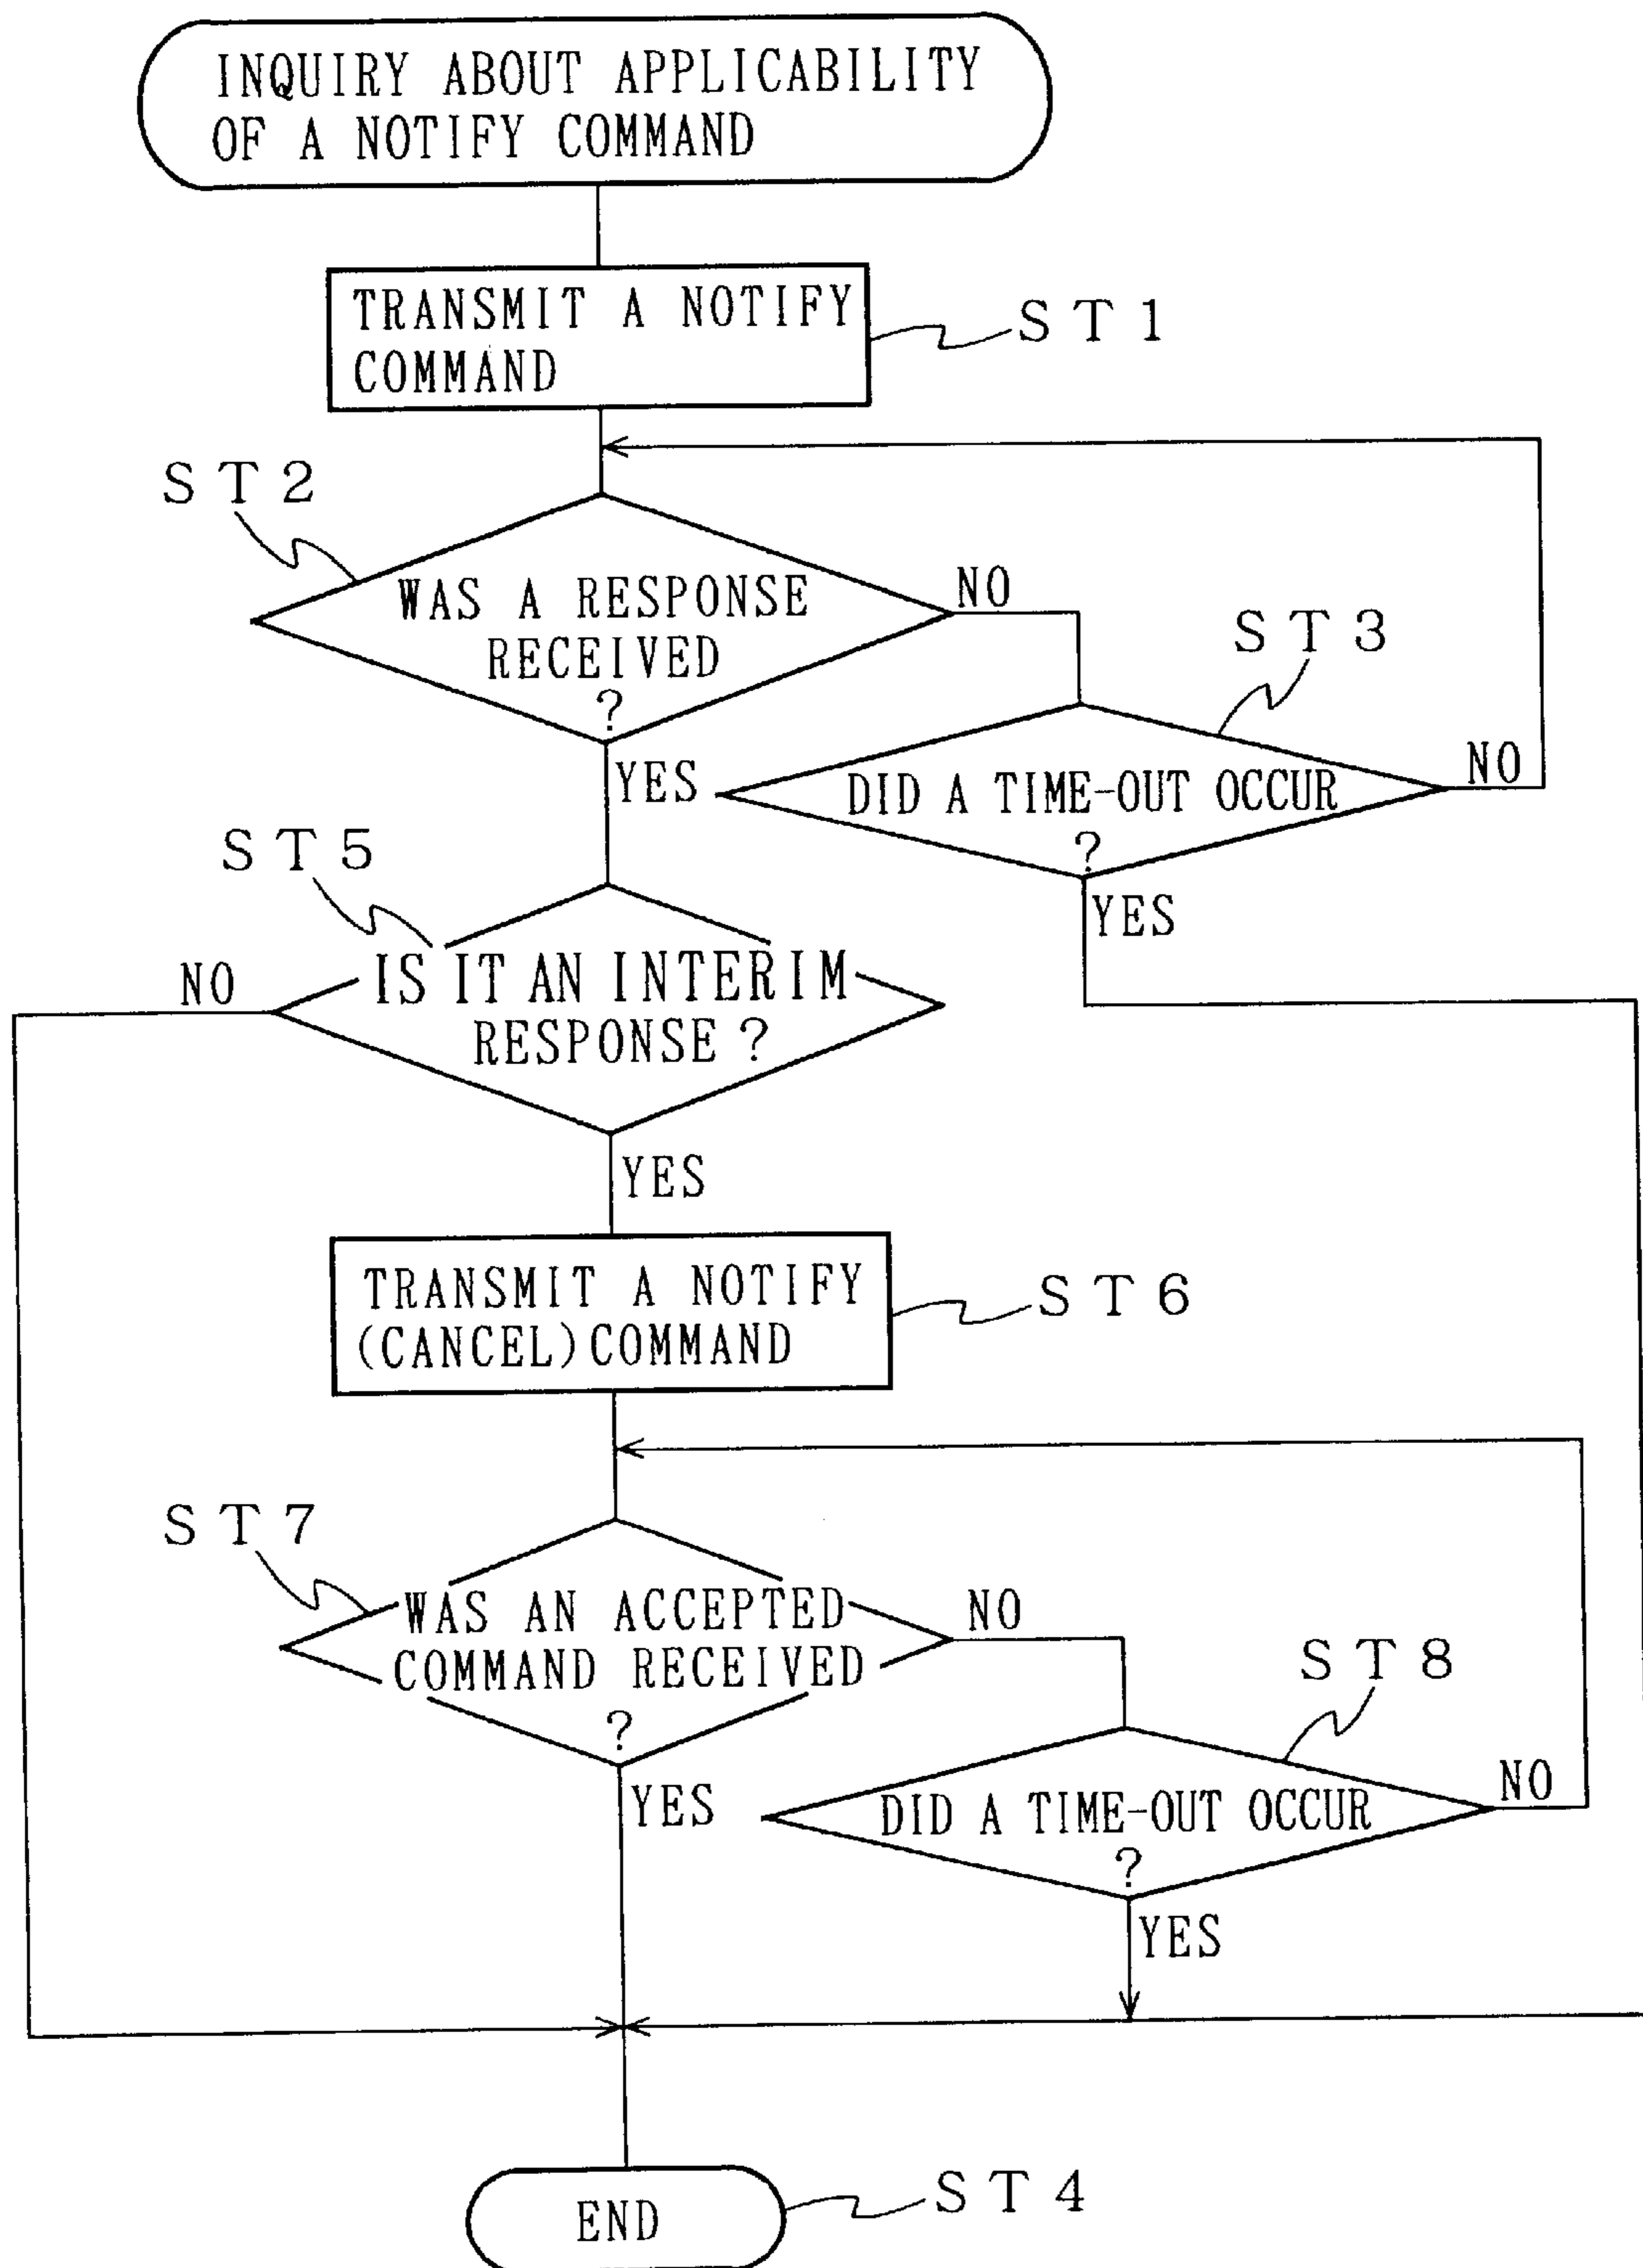 INQUIRY ABOUT APPLICABILITY
OF A NOTIFY COMMAND
TRANSMIT A NOTIFY
COMMAND
ST1
ST2
WAS A RESPONSE
RECEIVED
?
NO
YES
ST3
DID A TIME-OUT OCCUR
?
NO
YES
ST5
IS IT AN INTERIM
RESPONSE ?
NO
YES
TRANSMIT A NOTIFY
(CANCEL) COMMAND
ST6
ST7
WAS AN ACCEPTED
COMMAND RECEIVED
?
NO
YES
ST8
DID A TIME-OUT OCCUR
?
NO
YES
END
ST4